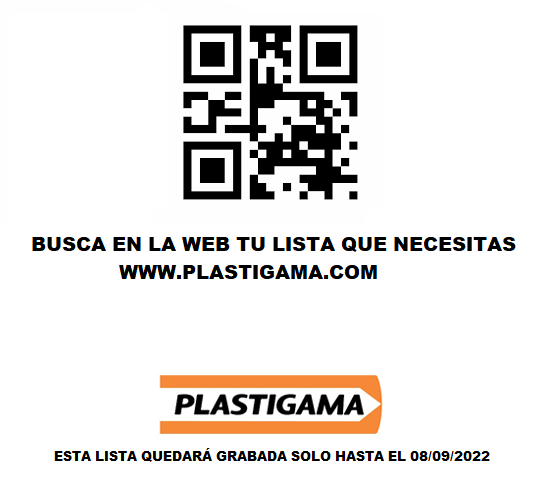 BUSCA EN LA WEB TU LISTA QUE NECESITAS
WWW.PLASTIGAMA.COM
PLASTIGAMA
ESTA LISTA QUEDARÁ GRABADA SOLO HASTA EL 08/09/2022